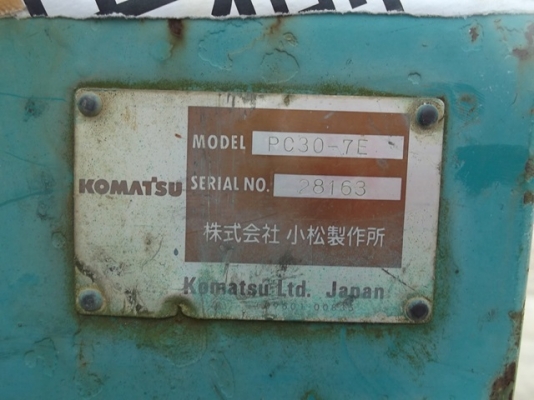 MODEL PC30-7E
KOMATSU
SERIAL NO. 28163
株式会社 小松製作所
Komatsu Ltd. Japan